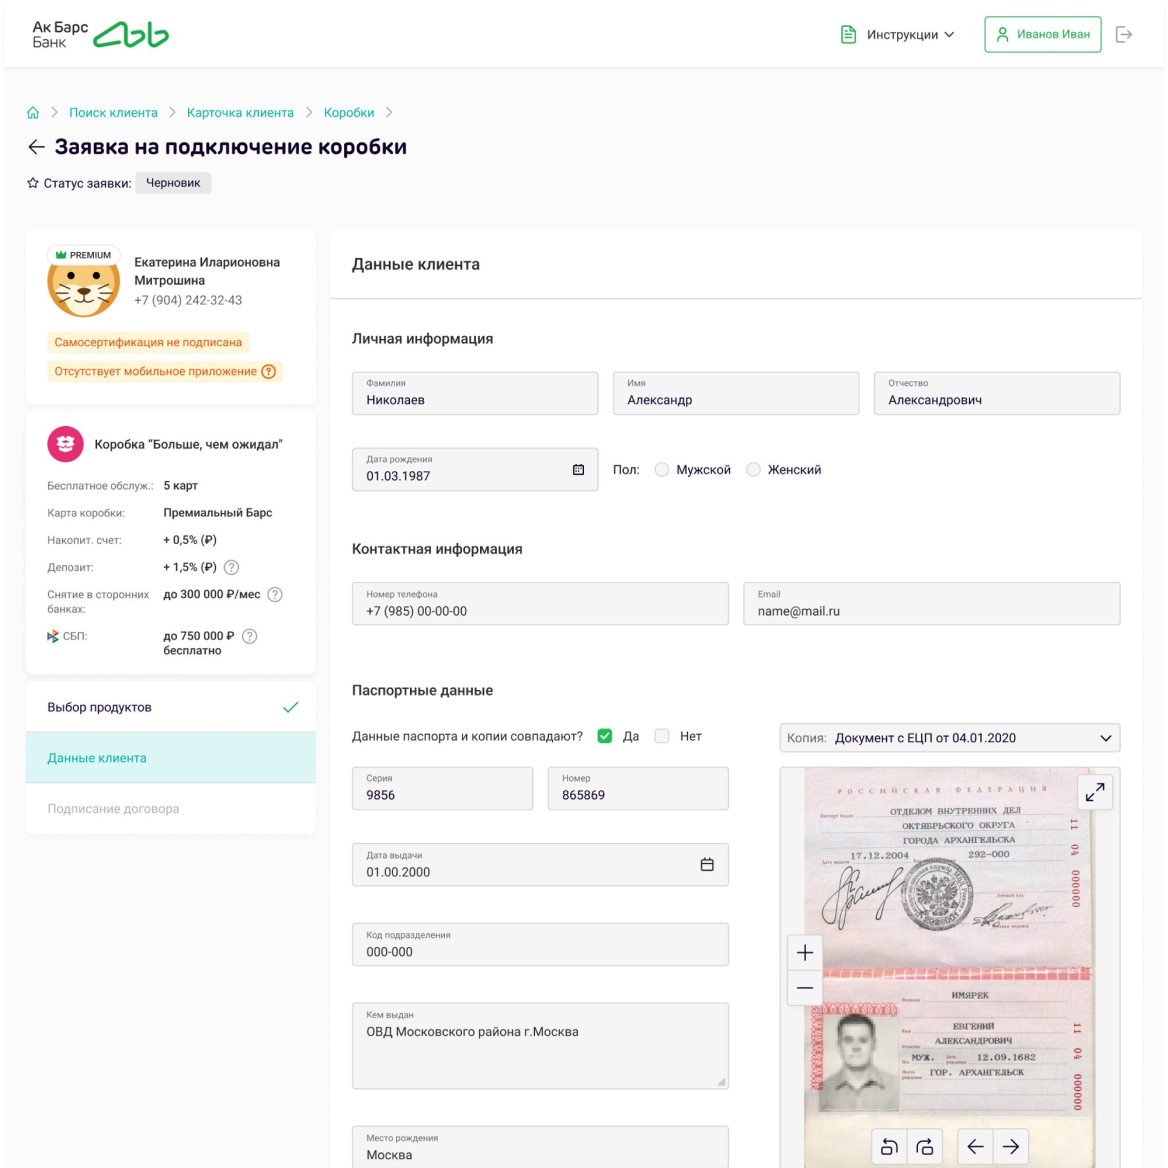 Ак Барс
Банк
Инструкции
Иванов Иван
Поиск клиента
Карточка клиента
Коробки
Заявка на подключение коробки
Статус заявки: Черновик
PREMIUM
Екатерина Иларионовна
Митрошина
+7 (904) 242-32-43
Самосертификация не подписана
Отсутствует мобильное приложение
Коробка "Больше, чем ожидал"
Бесплатное обслуж.: 5 карт
Карта коробки: Премиальный Барс
Накопит. счет: + 0,5% (₽)
Депозит: + 1,5% (₽)
Снятие в сторонних банках: до 300 000 ₽/мес
СБП: до 750 000 ₽
бесплатно
Выбор продуктов
Данные клиента
Подписание договора
Данные клиента
Личная информация
Фамилия
Николаев
Имя
Александр
Отчество
Александрович
Дата рождения
01.03.1987
Пол: Мужской Женский
Контактная информация
Номер телефона
+7 (985) 00-00-00
Email
name@mail.ru
Паспортные данные
Данные паспорта и копии совпадают? Да Нет
Серия
9856
Номер
865869
Дата выдачи
01.00.2000
Код подразделения
000-000
Кем выдан
ОВД Московского района г.Москва
Место рождения
Москва
Копия: Документ с ЕЦП от 04.01.2020
РОССИЙСКАЯ ФЕДЕРАЦИЯ
Паспорт выдан
ОТДЕЛОМ ВНУТРЕННИХ ДЕЛ
ОКТЯБРЬСКОГО ОКРУГА
ГОРОДА АРХАНГЕЛЬСКА
Дата выдачи 17.12.2004 292-000
Личный код
11 04 000000
ИМЯРЕК
ЕВГЕНИЙ
АЛЕКСАНДРОВИЧ
МУЖ. 12.09.1682
ГОР. АРХАНГЕЛЬСК
11 04 000000